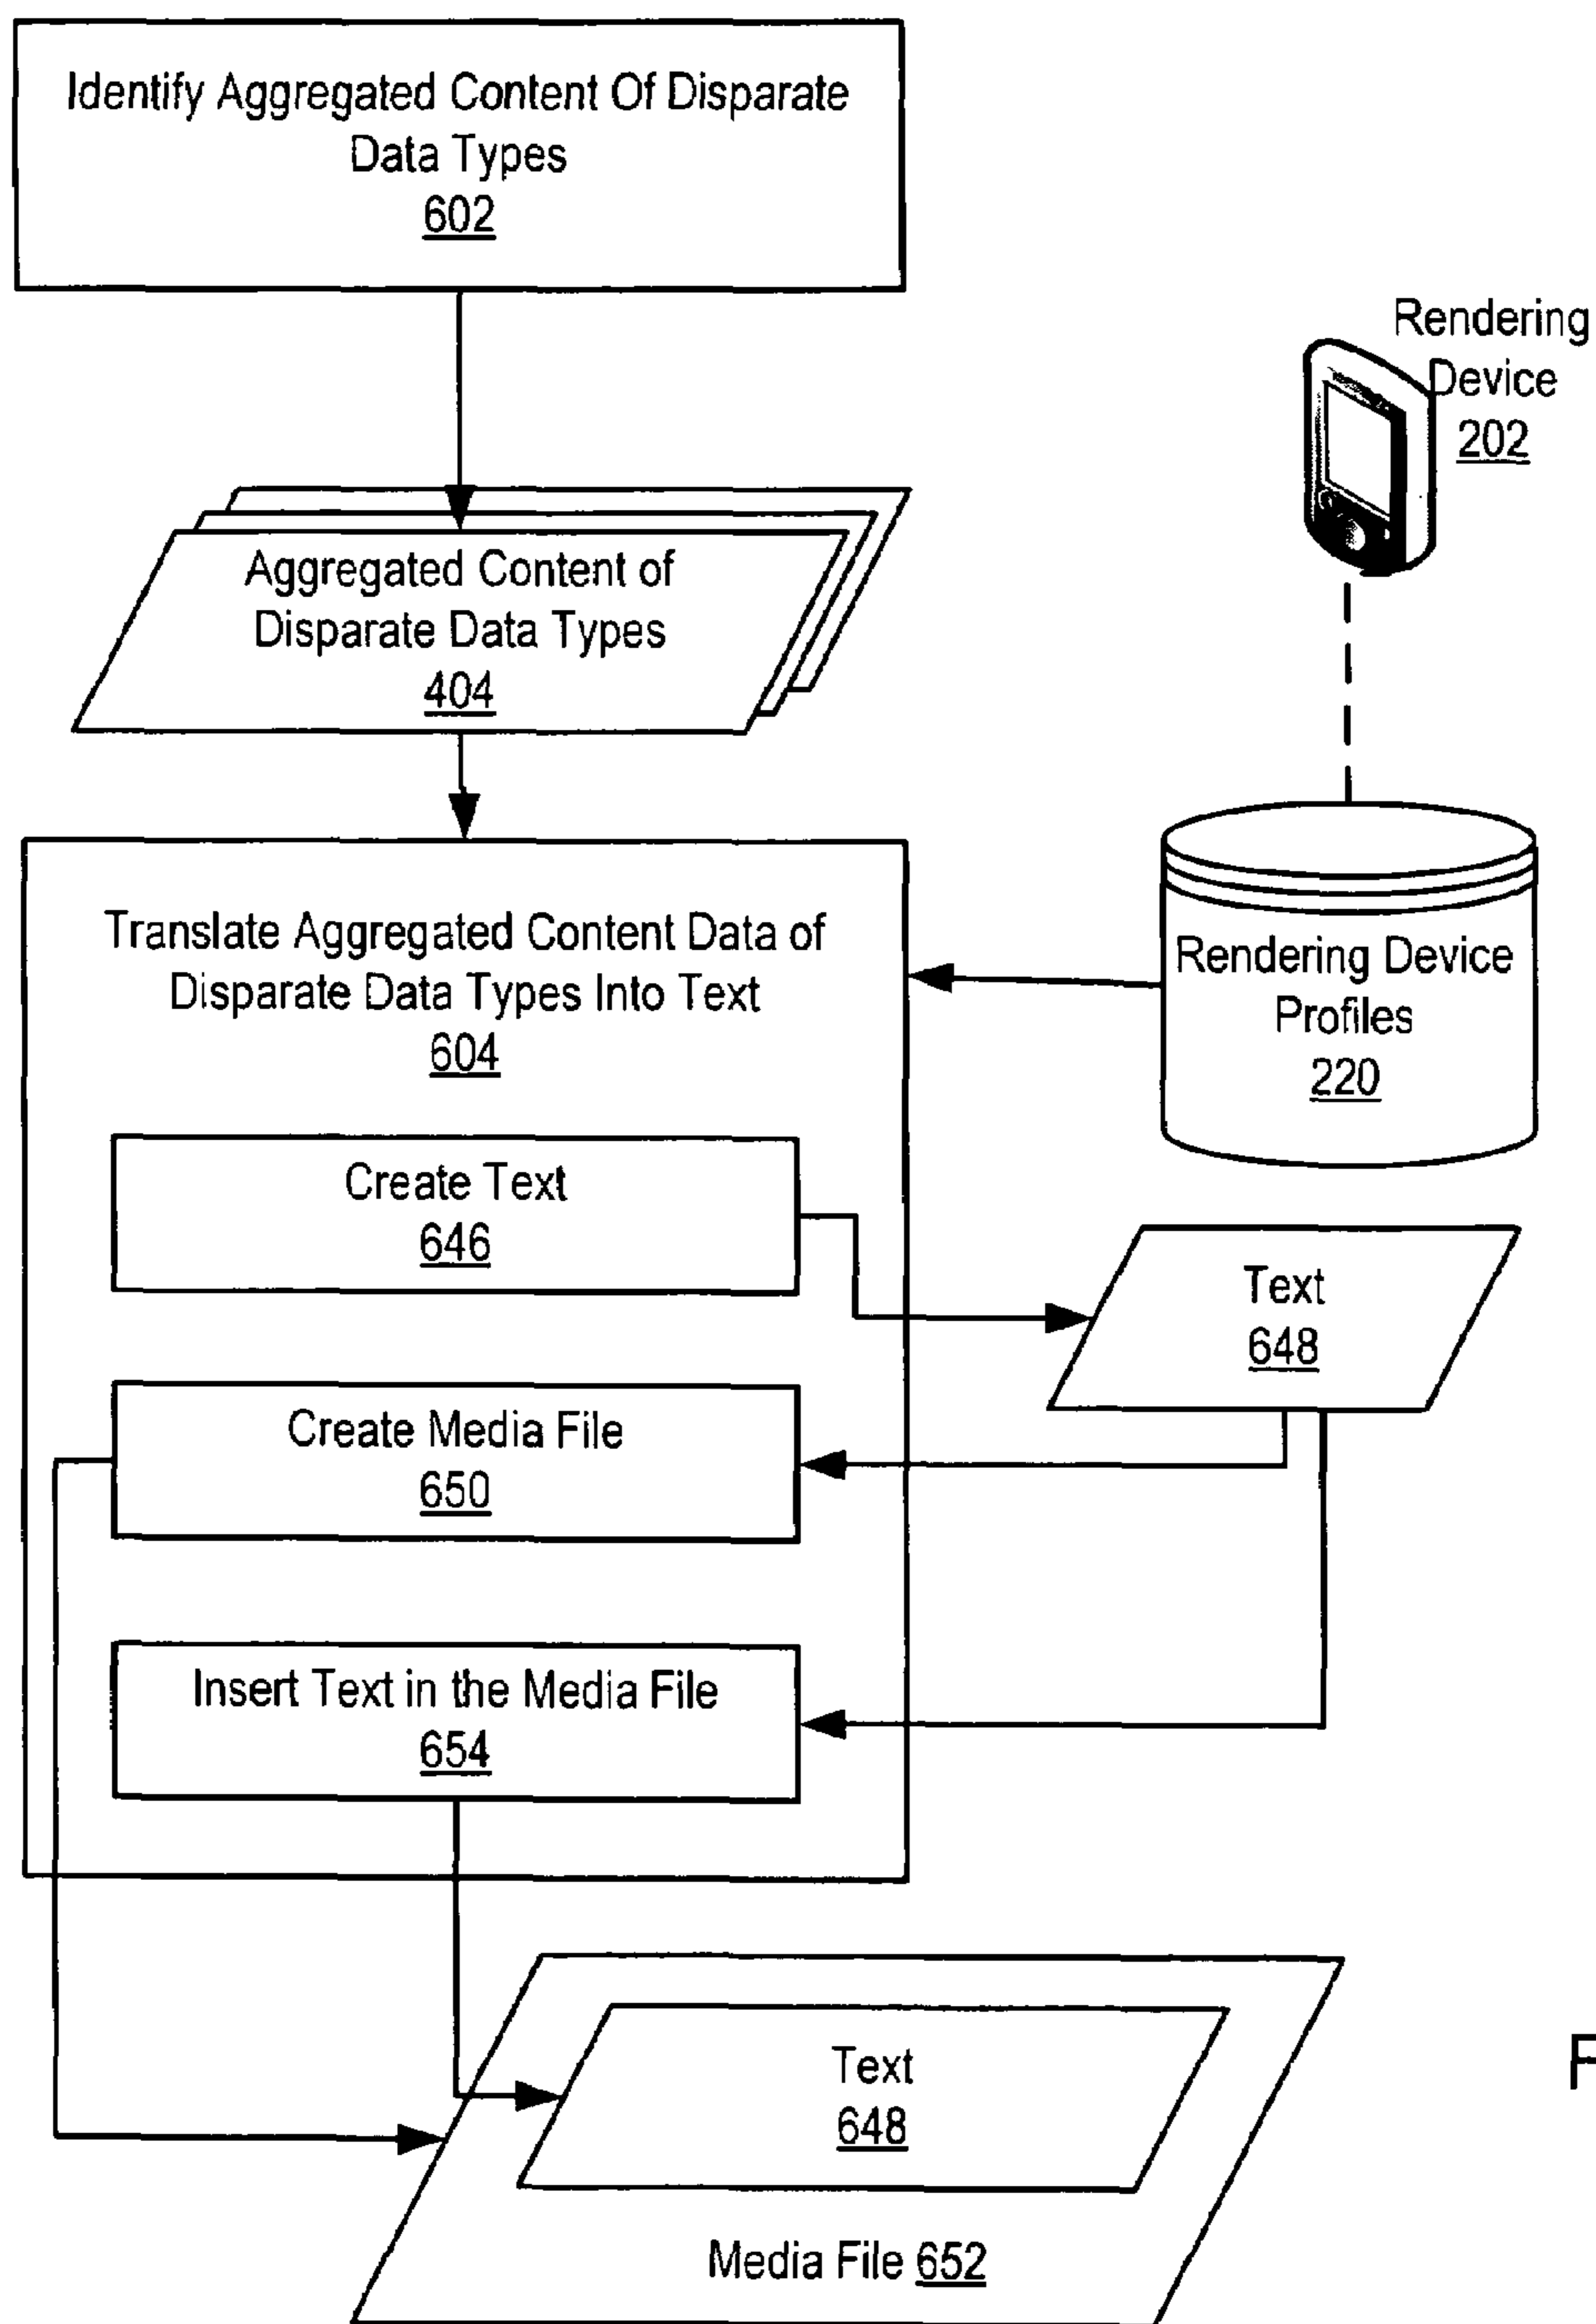 Identify Aggregated Content Of Disparate
Data Types
602
Rendering
Device
202
Aggregated Content of
Disparate Data Types
404
Translate Aggregated Content Data of
Disparate Data Types Into Text
604
Rendering Device
Profiles
220
Create Text
646
Text
648
Create Media File
650
Insert Text in the Media File
654
Text
648
Media File 652